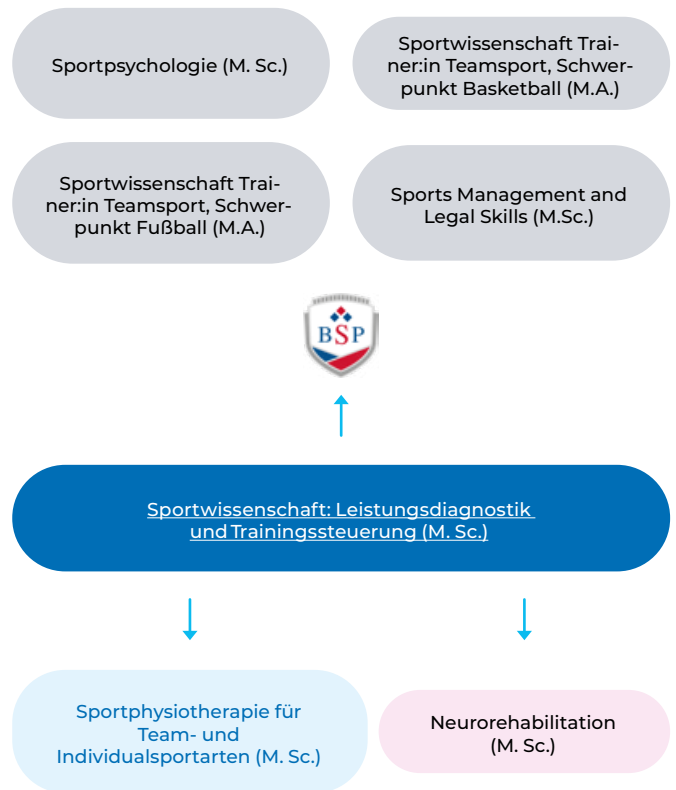 Sportpsychologie (M. Sc.)
Sportwissenschaft Trai-
ner:in Teamsport, Schwer-
punkt Basketball (M.A.)
Sportwissenschaft Trai-
ner:in Teamsport, Schwer-
punkt Fußball (M.A.)
Sports Management and
Legal Skills (M.Sc.)
BSP
Sportwissenschaft: Leistungsdiagnostik
und Trainingssteuerung (M. Sc.)
Sportphysiotherapie für
Team- und
Individualsportarten (M. Sc.)
Neurorehabilitation
(M. Sc.)